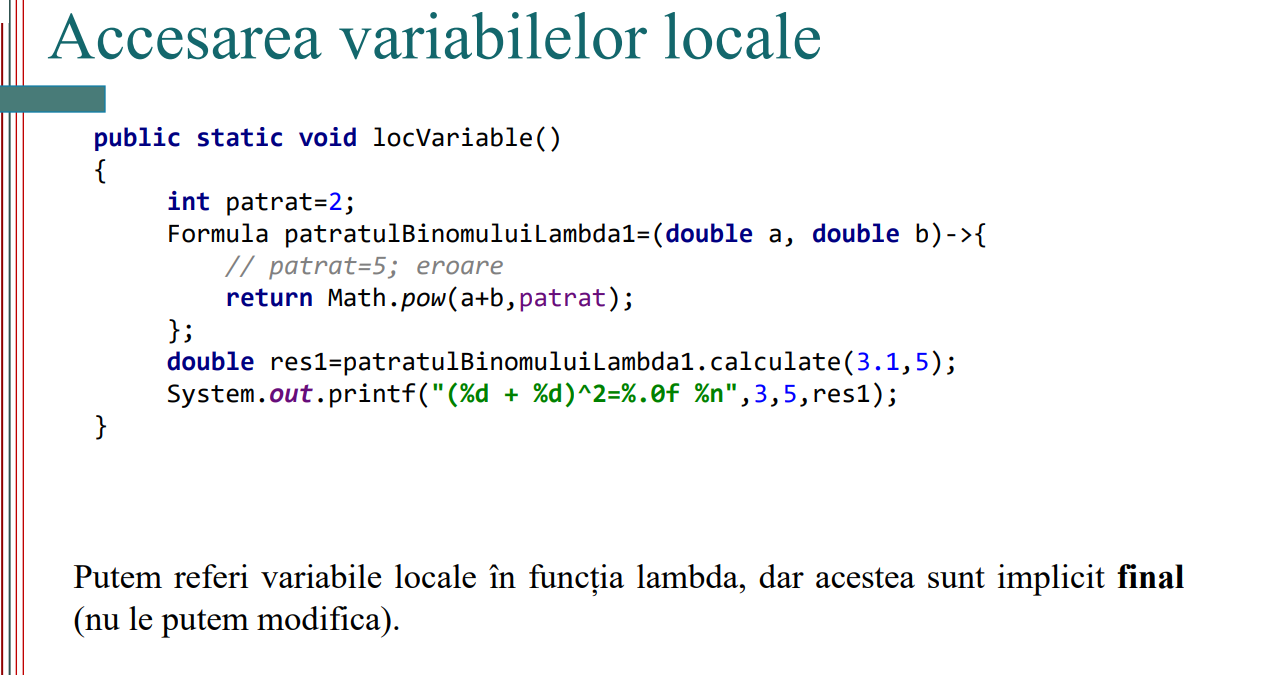 Accesarea variabilelor locale
public static void locVariable()
{
int patrat=2;
Formula patratulBinomuluiLambda1=(double a, double b)->{
// patrat=5; eroare
return Math.pow(a+b,patrat);
};
double res1=patratulBinomuluiLambda1.calculate(3.1,5);
System.out.printf("(%d + %d)^2=%.0f %n",3,5,res1);
}
Putem referi variabile locale în funcția lambda, dar acestea sunt implicit final
(nu le putem modifica).